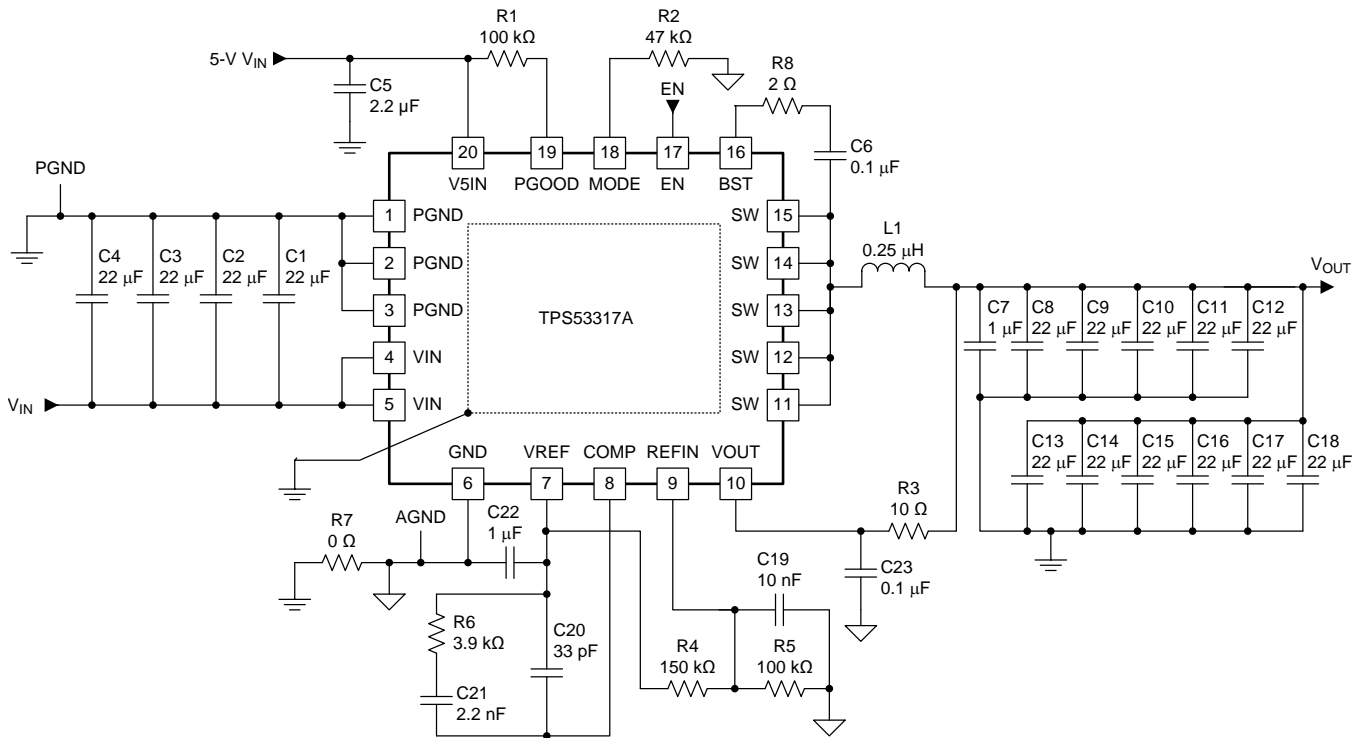 R1
100 kΩ
R2
47 kΩ
5-V VIN
C5
2.2 µF
EN
R8
2 Ω
C6
0.1 µF
20
19
18
17
16
V5IN
PGOOD
MODE
EN
BST
PGND
1
PGND
2
PGND
3
PGND
4
VIN
5
VIN
C4
22 µF
C3
22 µF
C2
22 µF
C1
22 µF
VIN
TPS53317A
SW
15
SW
14
SW
13
SW
12
SW
11
L1
0.25 µH
VOUT
C7
1 µF
C8
22 µF
C9
22 µF
C10
22 µF
C11
22 µF
C12
22 µF
C13
22 µF
C14
22 µF
C15
22 µF
C16
22 µF
C17
22 µF
C18
22 µF
GND
VREF
COMP
REFIN
VOUT
6
7
8
9
10
R7
0 Ω
AGND
C22
1 µF
R3
10 Ω
C23
0.1 µF
C19
10 nF
R6
3.9 kΩ
C20
33 pF
C21
2.2 nF
R4
150 kΩ
R5
100 kΩ